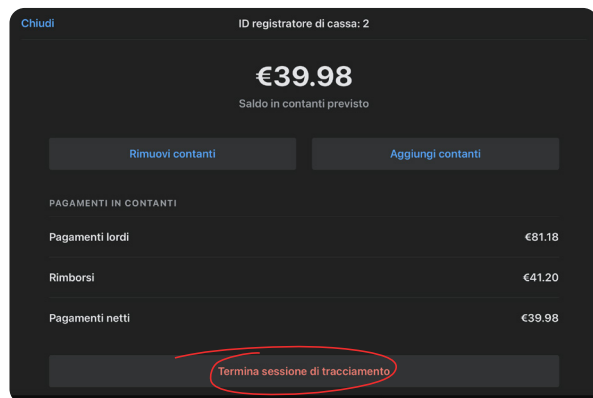 Chiudi
ID registratore di cassa: 2
€39.98
Saldo in contanti previsto
Rimuovi contanti
Aggiungi contanti
PAGAMENTI IN CONTANTI
Pagamenti lordi €81.18
Rimborsi €41.20
Pagamenti netti €39.98
Termina sessione di tracciamento